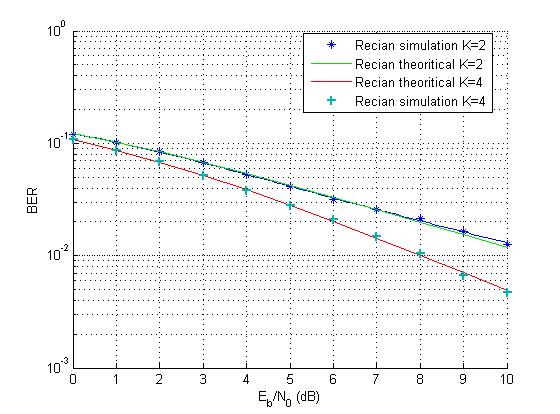 10^0
10^-1
10^-2
10^-3
BER
Recian simulation K=2
Recian theoritical K=2
Recian theoritical K=4
Recian simulation K=4
0 1 2 3 4 5 6 7 8 9 10
E_b/N_0 (dB)